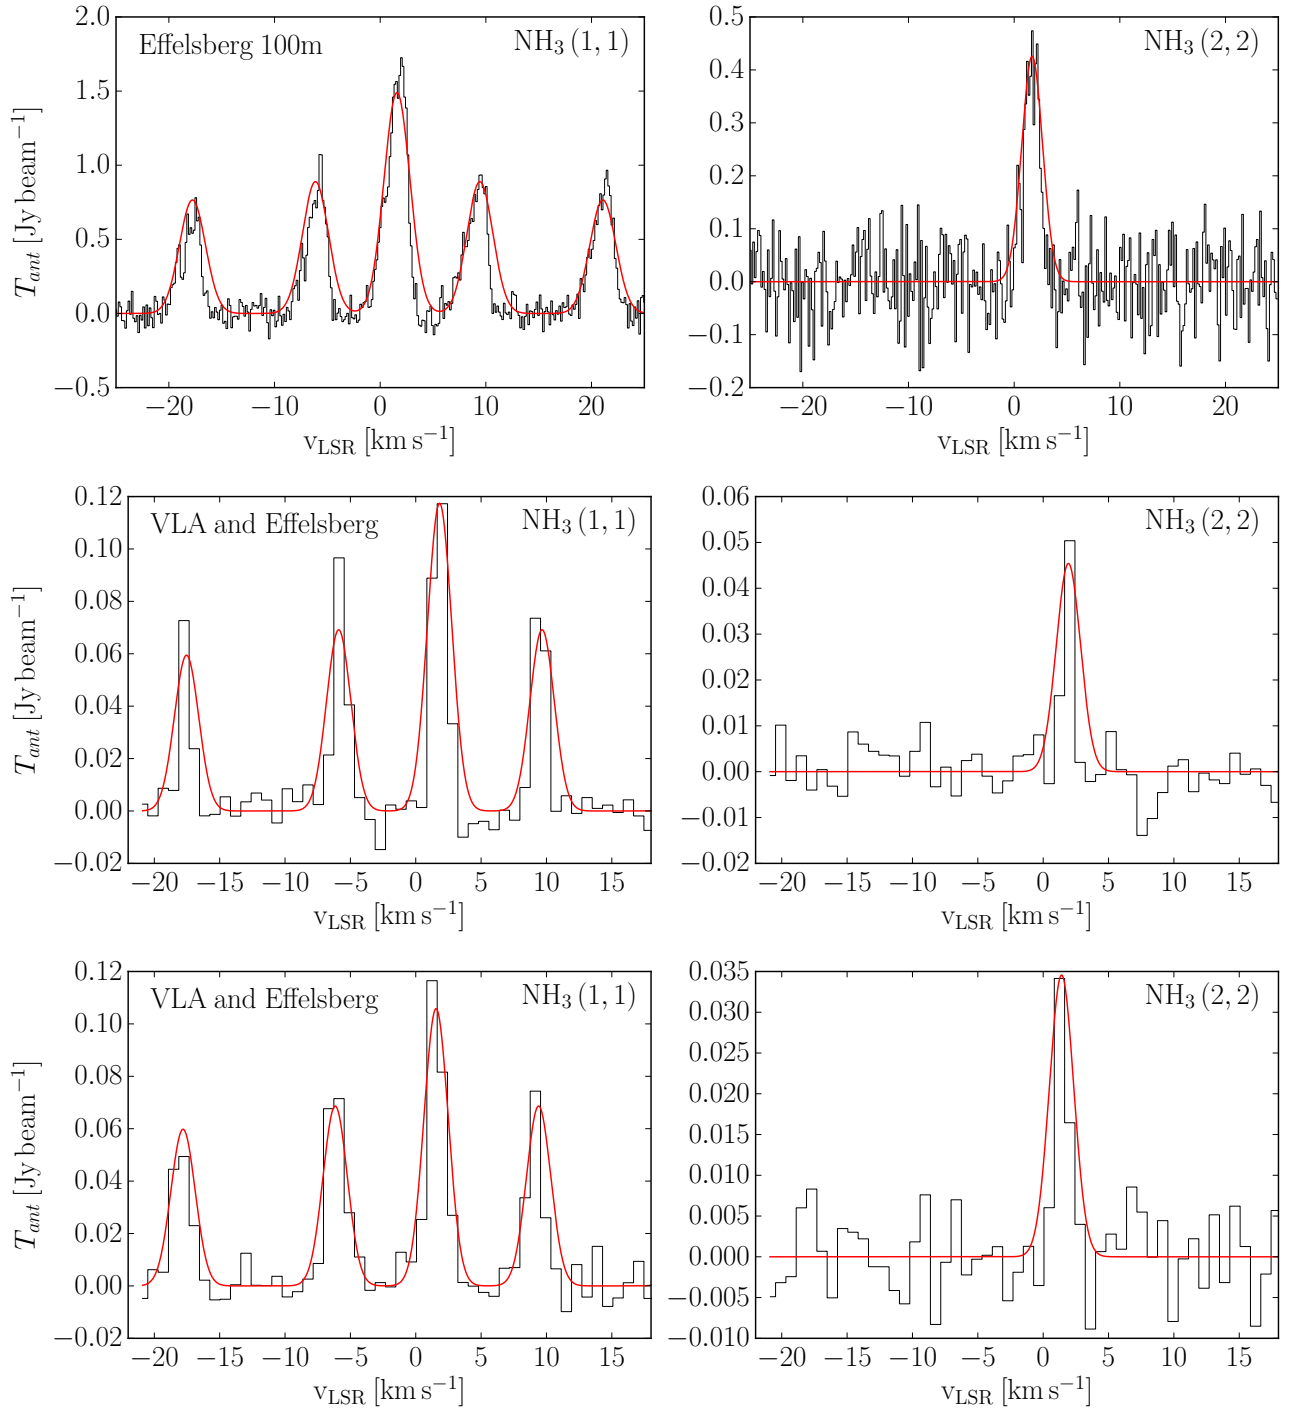 Effelsberg 100m
NH₃ (1, 1)
T_ant [Jy beam⁻¹]
2.0
1.5
1.0
0.5
0.0
−0.5
−20 −10 0 10 20
v_LSR [km s⁻¹]
NH₃ (2, 2)
0.5
0.4
0.3
0.2
0.1
0.0
−0.1
−0.2
−20 −10 0 10 20
v_LSR [km s⁻¹]
VLA and Effelsberg
NH₃ (1, 1)
T_ant [Jy beam⁻¹]
0.12
0.10
0.08
0.06
0.04
0.02
0.00
−0.02
−20 −15 −10 −5 0 5 10 15
v_LSR [km s⁻¹]
NH₃ (2, 2)
0.06
0.05
0.04
0.03
0.02
0.01
0.00
−0.01
−0.02
−20 −15 −10 −5 0 5 10 15
v_LSR [km s⁻¹]
VLA and Effelsberg
NH₃ (1, 1)
T_ant [Jy beam⁻¹]
0.12
0.10
0.08
0.06
0.04
0.02
0.00
−0.02
−20 −15 −10 −5 0 5 10 15
v_LSR [km s⁻¹]
NH₃ (2, 2)
0.035
0.030
0.025
0.020
0.015
0.010
0.005
0.000
−0.005
−0.010
−20 −15 −10 −5 0 5 10 15
v_LSR [km s⁻¹]